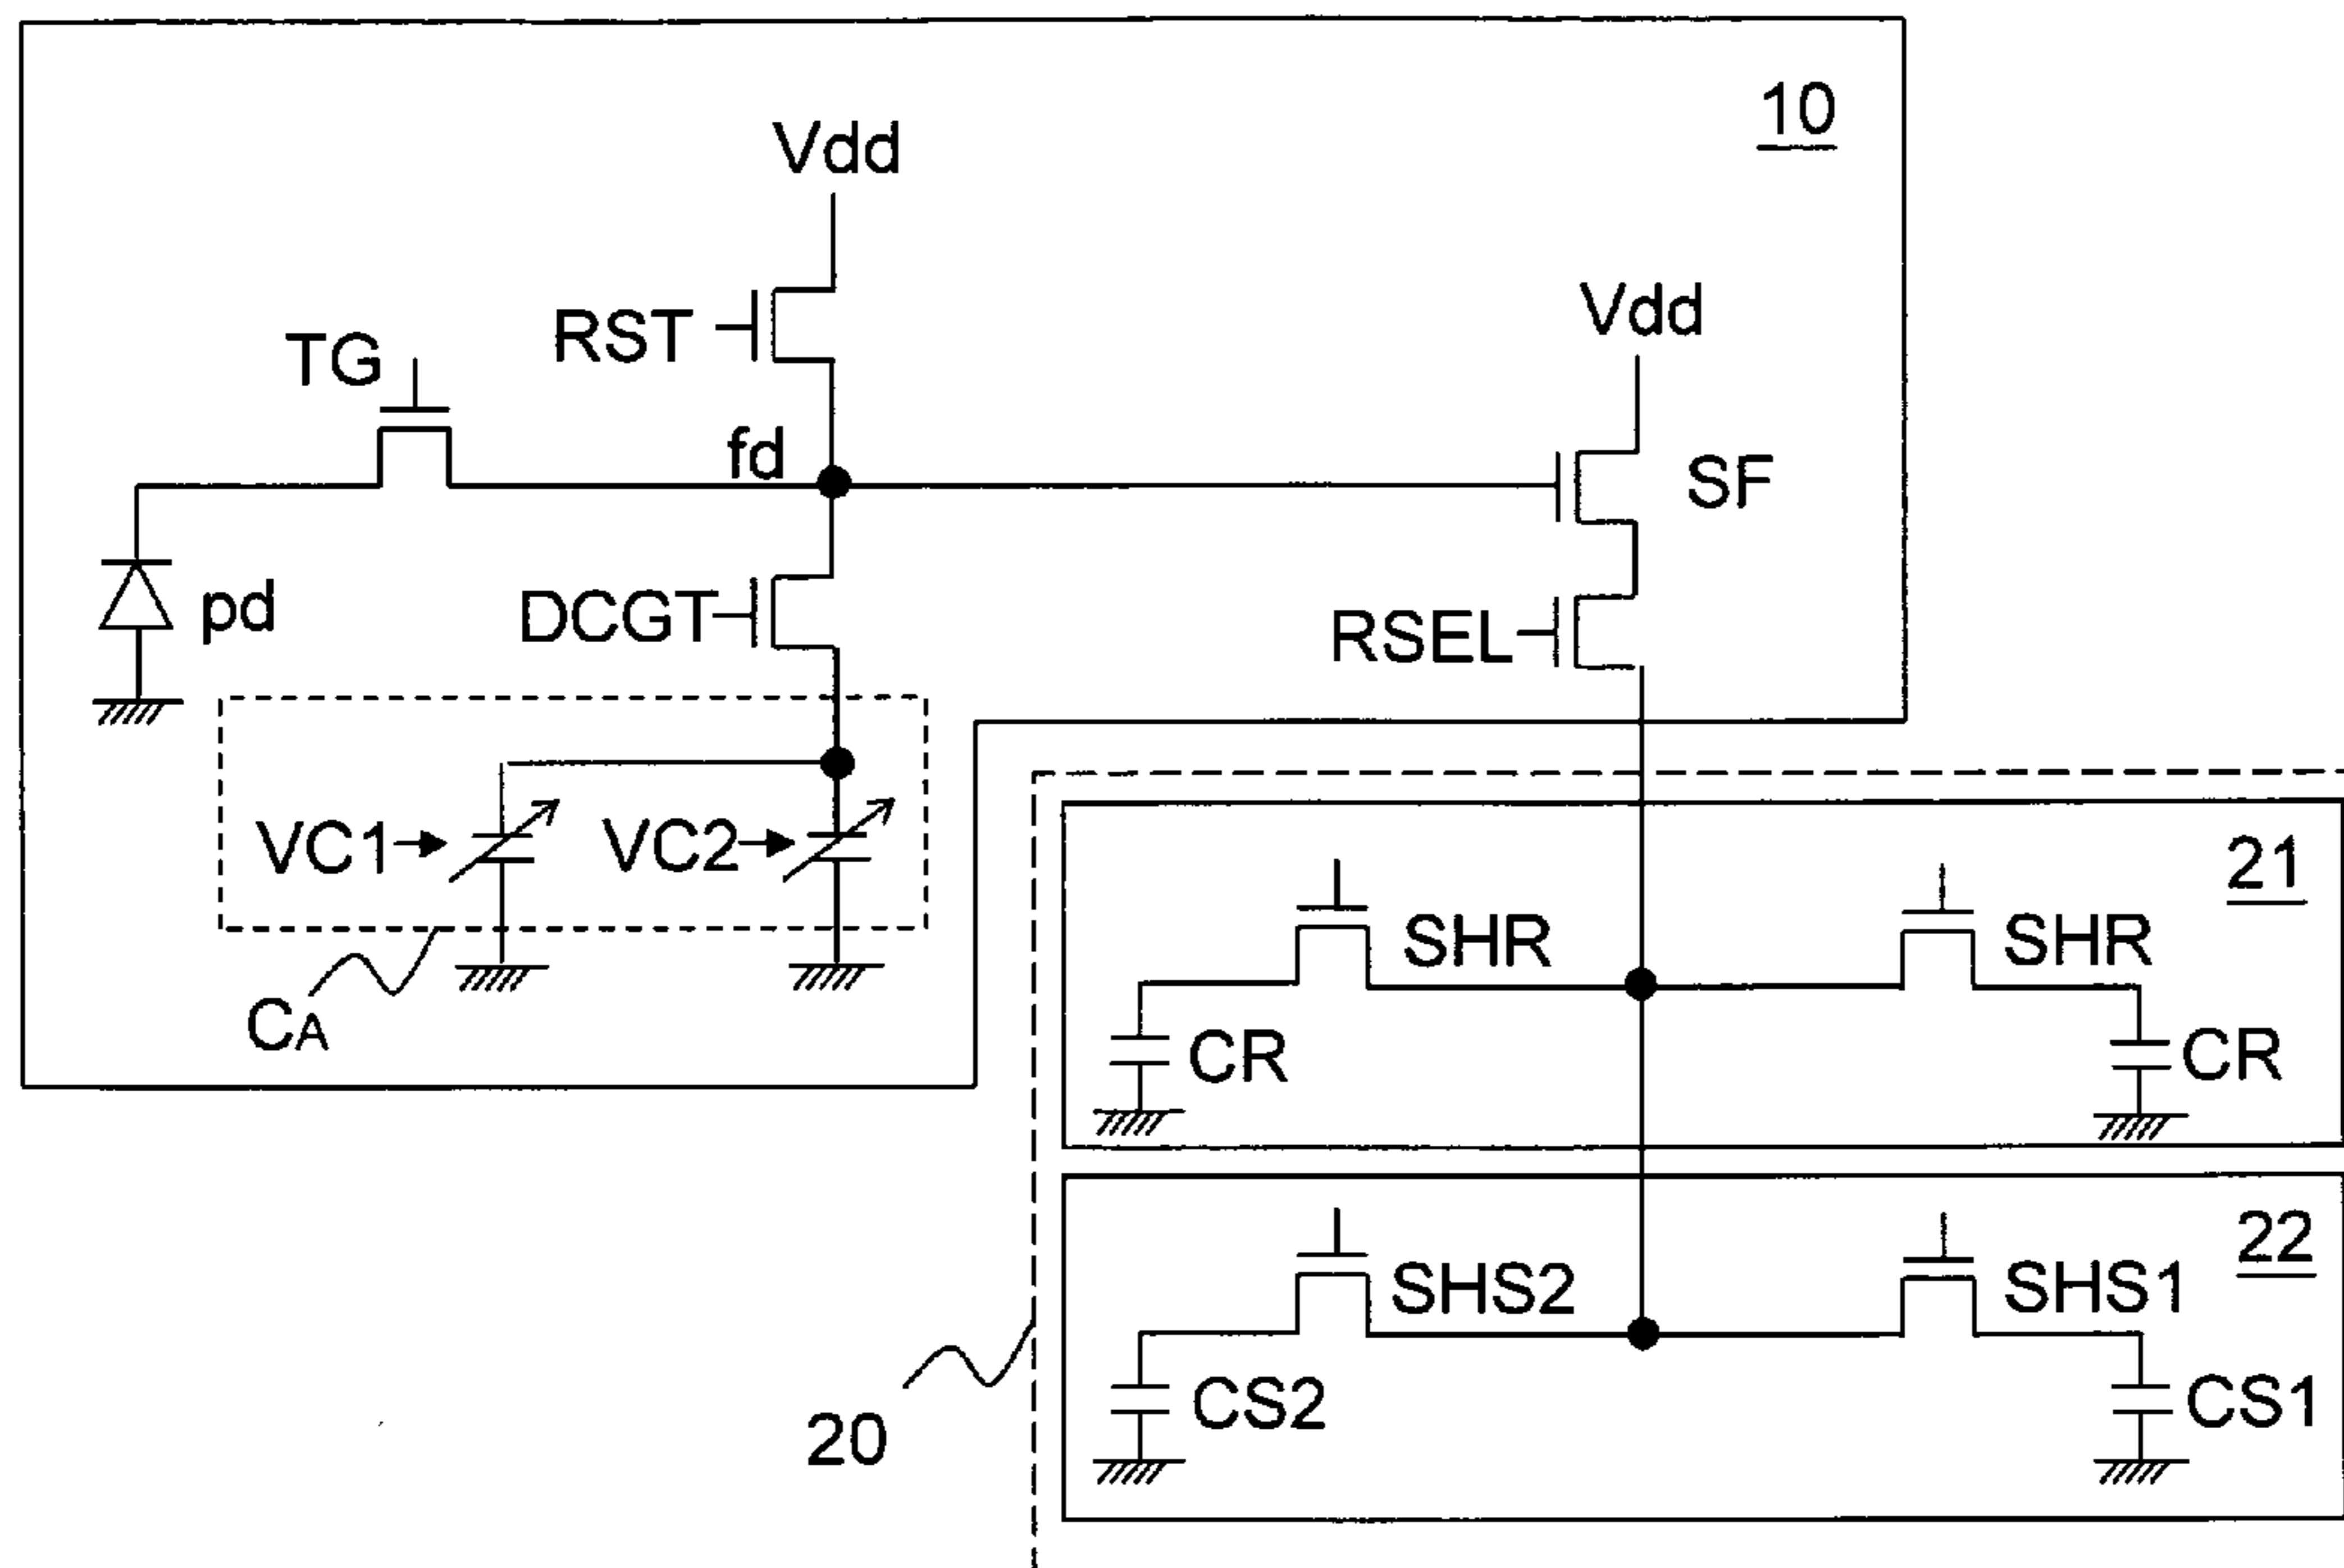 10
Vdd
RST
TG
Vdd
fd
SF
pd
DCGT
RSEL
VC1
VC2
CA
21
SHR
SHR
CR
CR
22
SHS2
SHS1
CS2
CS1
20